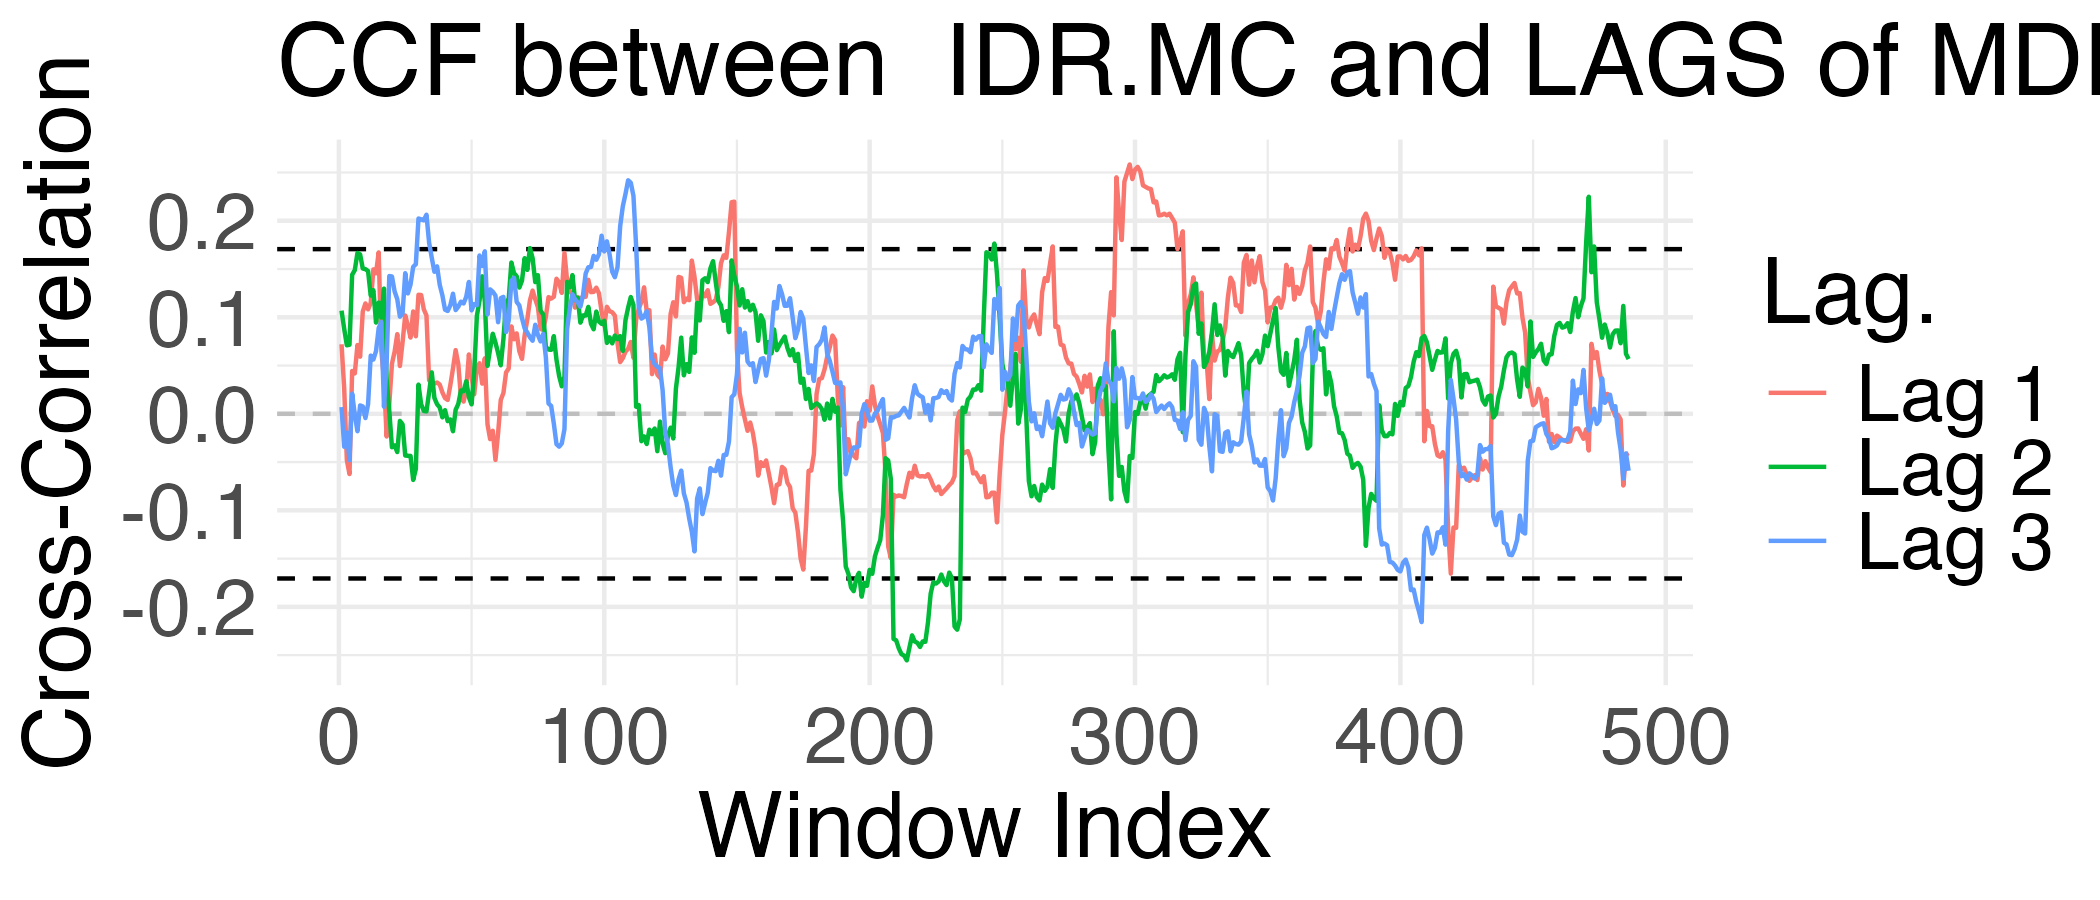 CCF between  IDR.MC and LAGS of
Cross-Correlation
0.2
0.1
0.0
-0.1
-0.2
0 100 200 300 400 500
Window Index
Lag.
Lag 1
Lag 2
Lag 3